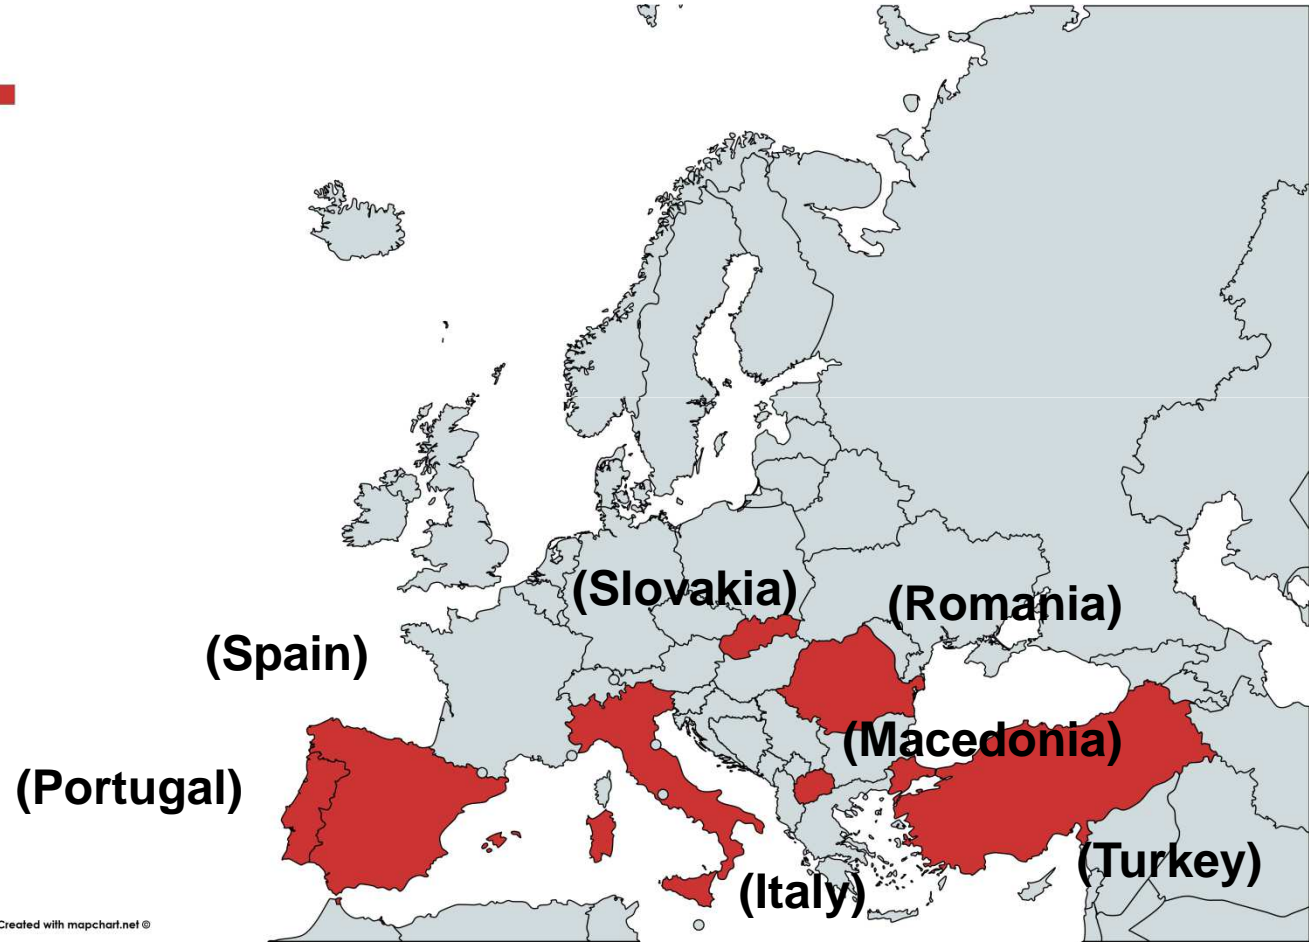 (Slovakia)
(Romania)
(Spain)
(Macedonia)
(Portugal)
(Turkey)
(Italy)
Created with mapchart.net ©